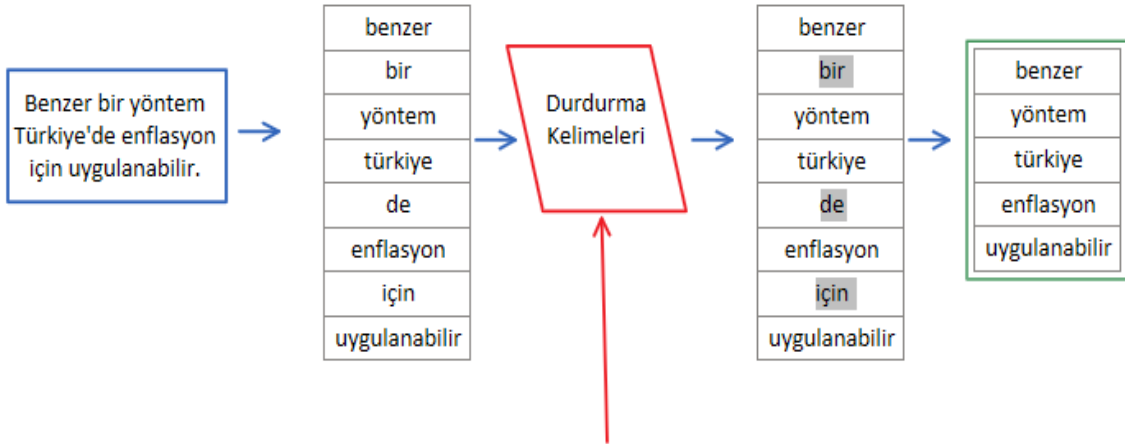 Benzer bir yöntem
Türkiye'de enflasyon
için uygulanabilir.
benzer
bir
yöntem
türkiye
de
enflasyon
için
uygulanabilir
Durdurma
Kelimeleri
benzer
bir
yöntem
türkiye
de
enflasyon
için
uygulanabilir
benzer
yöntem
türkiye
enflasyon
uygulanabilir